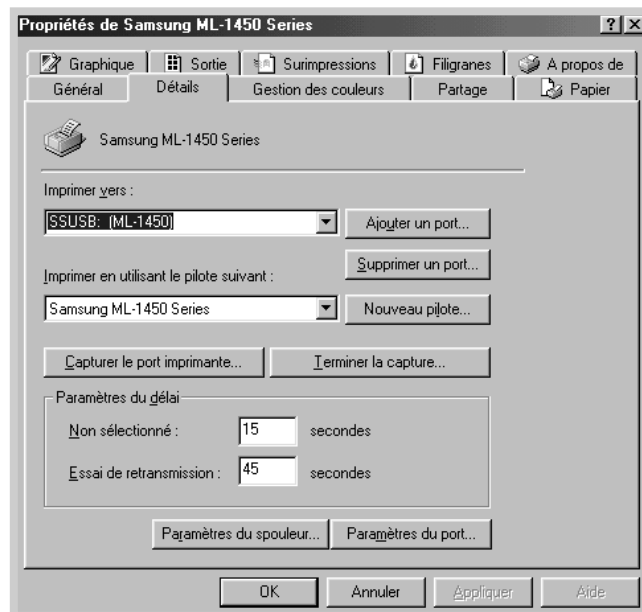 Propriétés de Samsung ML-1450 Series
Graphique Sortie Surimpressions Filigranes A propos de
Général Détails Gestion des couleurs Partage Papier
Samsung ML-1450 Series
Imprimer vers :
SSUSB: (ML-1450) Ajouter un port...
Supprimer un port...
Imprimer en utilisant le pilote suivant :
Samsung ML-1450 Series Nouveau pilote...
Capturer le port imprimante... Terminer la capture...
Paramètres du délai
Non sélectionné : 15 secondes
Essai de retransmission : 45 secondes
Paramètres du spouleur... Paramètres du port...
OK Annuler Appliquer Aide